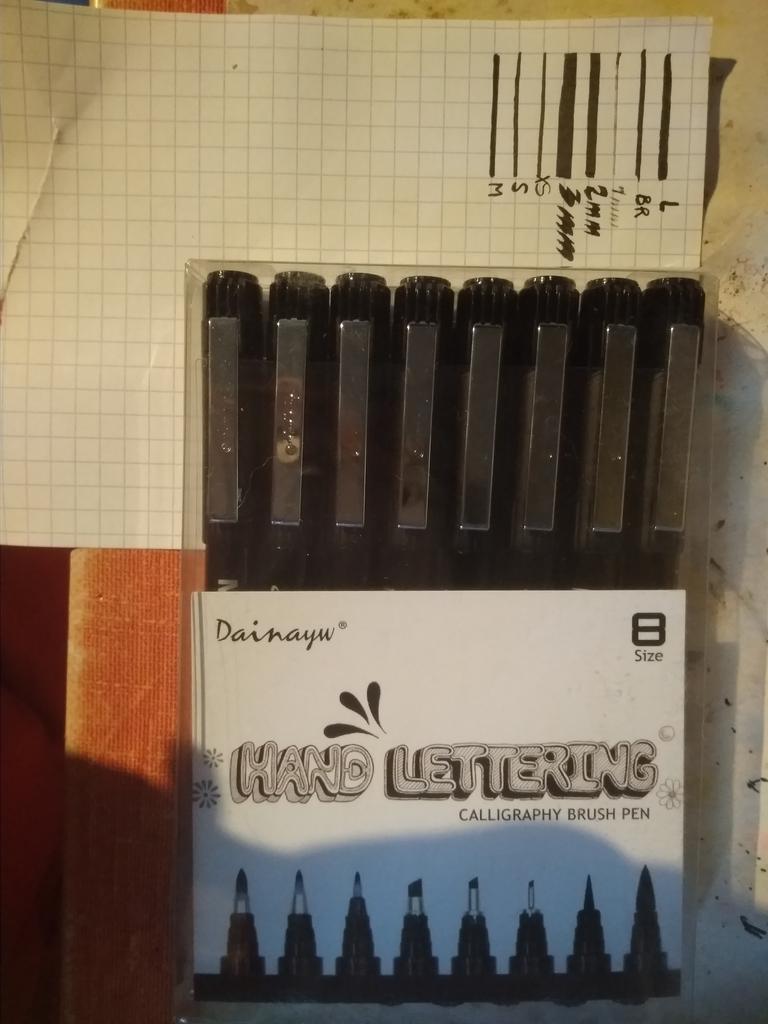 M
S
XS
3mm
2mm
1mm
BR
L
Dainayw®
8
Size
HAND LETTERING
CALLIGRAPHY BRUSH PEN